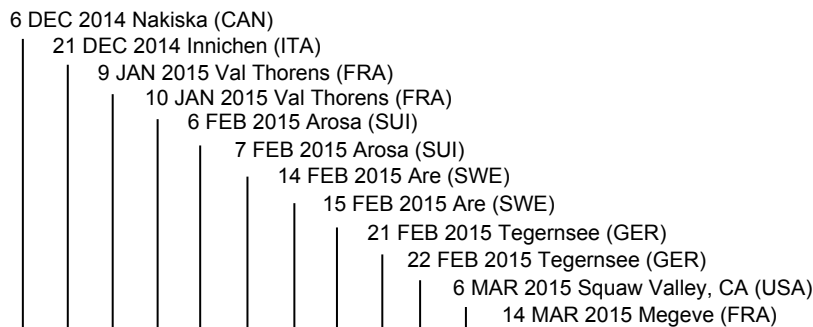 6 DEC 2014 Nakiska (CAN)
21 DEC 2014 Innichen (ITA)
9 JAN 2015 Val Thorens (FRA)
10 JAN 2015 Val Thorens (FRA)
6 FEB 2015 Arosa (SUI)
7 FEB 2015 Arosa (SUI)
14 FEB 2015 Are (SWE)
15 FEB 2015 Are (SWE)
21 FEB 2015 Tegernsee (GER)
22 FEB 2015 Tegernsee (GER)
6 MAR 2015 Squaw Valley, CA (USA)
14 MAR 2015 Megeve (FRA)